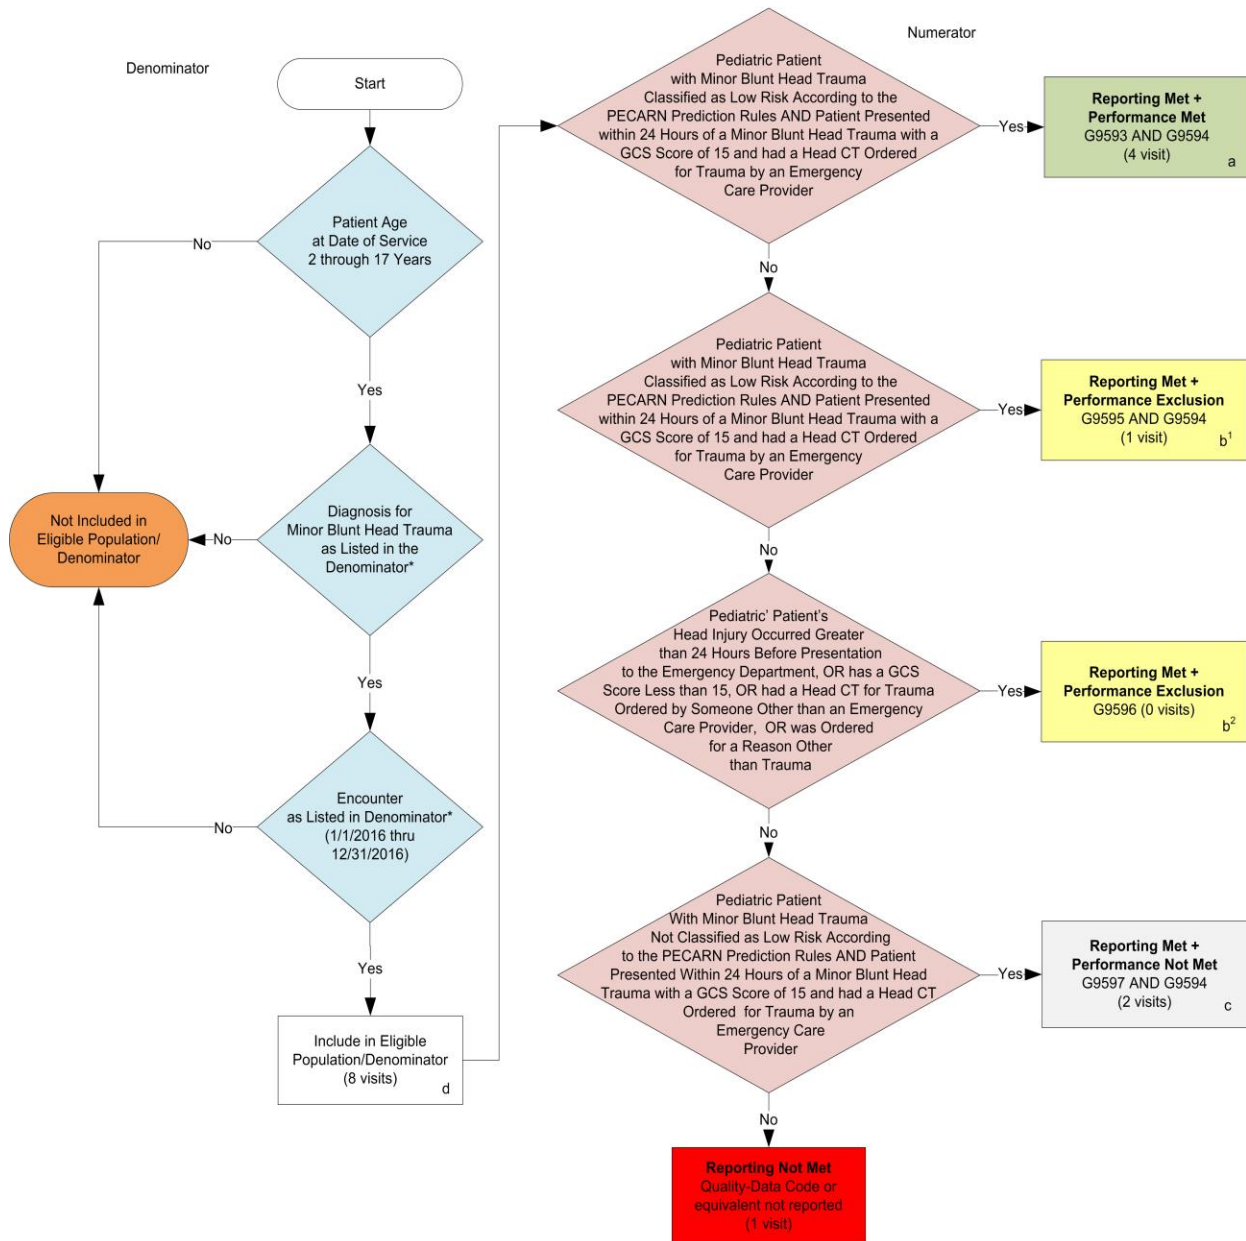 Denominator
Start
Patient Age
at Date of Service
2 through 17 Years
No
Yes
Diagnosis for
Minor Blunt Head Trauma
as Listed in the
Denominator*
No
Not Included in
Eligible Population/
Denominator
Yes
Encounter
as Listed in Denominator*
(1/1/2016 thru
12/31/2016)
No
Yes
Include in Eligible
Population/Denominator
(8 visits)
d
Numerator
Pediatric Patient
with Minor Blunt Head Trauma
Classified as Low Risk According to the
PECARN Prediction Rules AND Patient Presented
within 24 Hours of a Minor Blunt Head Trauma with a
GCS Score of 15 and had a Head CT Ordered
for Trauma by an Emergency
Care Provider
Yes
Reporting Met +
Performance Met
G9593 AND G9594
(4 visit)
a
No
Pediatric Patient
with Minor Blunt Head Trauma
Classified as Low Risk According to the
PECARN Prediction Rules AND Patient Presented
within 24 Hours of a Minor Blunt Head Trauma with a
GCS Score of 15 and had a Head CT Ordered
for Trauma by an Emergency
Care Provider
Yes
Reporting Met +
Performance Exclusion
G9595 AND G9594
(1 visit)
b¹
No
Pediatric' Patient's
Head Injury Occurred Greater
than 24 Hours Before Presentation
to the Emergency Department, OR has a GCS
Score Less than 15, OR had a Head CT for Trauma
Ordered by Someone Other than an Emergency
Care Provider, OR was Ordered
for a Reason Other
than Trauma
Yes
Reporting Met +
Performance Exclusion
G9596 (0 visits)
b²
No
Pediatric Patient
With Minor Blunt Head Trauma
Not Classified as Low Risk According
to the PECARN Prediction Rules AND Patient
Presented Within 24 Hours of a Minor Blunt Head
Trauma with a GCS Score of 15 and had a Head CT
Ordered for Trauma by an
Emergency Care
Provider
Yes
Reporting Met +
Performance Not Met
G9597 AND G9594
(2 visits)
c
No
Reporting Not Met
Quality-Data Code or
equivalent not reported
(1 visit)